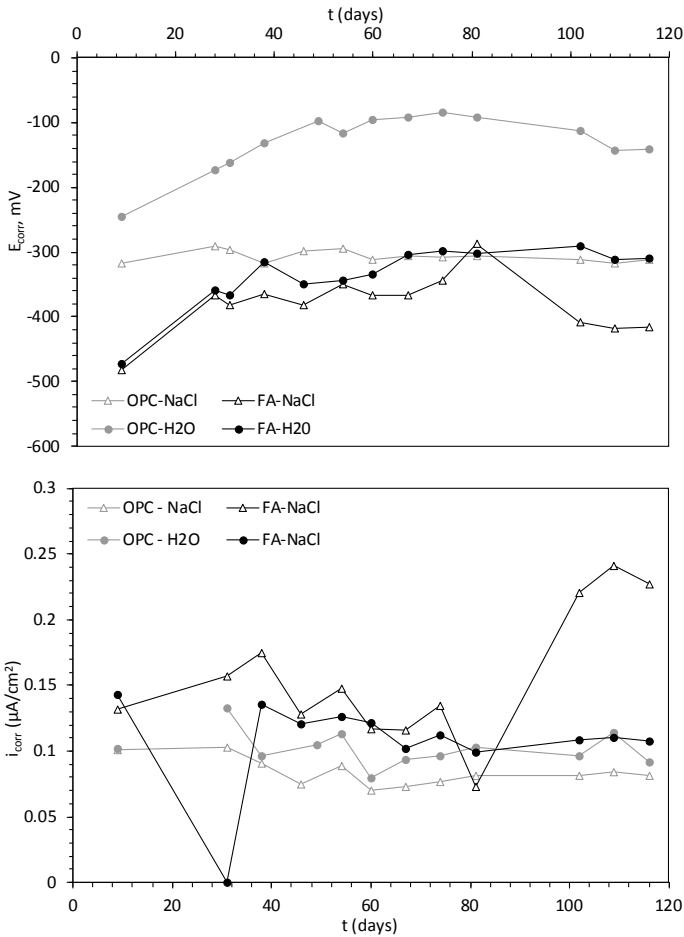 t (days)
0 20 40 60 80 100 120
0
-100
-200
-300
-400
-500
-600
E_corr, mV
OPC-NaCl FA-NaCl
OPC-H2O FA-H20
0.3
0.25
0.2
0.15
0.1
0.05
0
i_corr (µA/cm²)
OPC - NaCl FA-NaCl
OPC - H2O FA-NaCl
0 20 40 60 80 100 120
t (days)